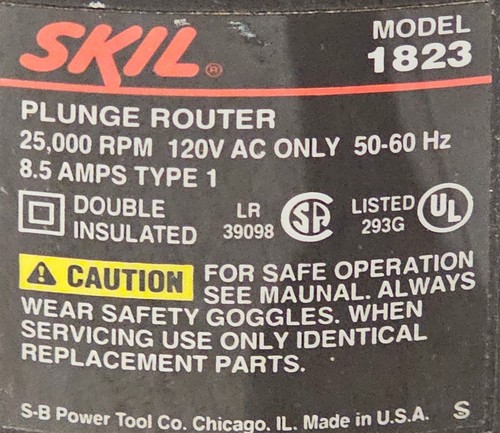 SKIL®
MODEL
1823
PLUNGE ROUTER
25,000 RPM 120V AC ONLY 50-60 Hz
8.5 AMPS TYPE 1
DOUBLE INSULATED
LR 39098
SA
LISTED 293G
UL
CAUTION FOR SAFE OPERATION
SEE MAUNAL. ALWAYS
WEAR SAFETY GOGGLES. WHEN
SERVICING USE ONLY IDENTICAL
REPLACEMENT PARTS.
S-B Power Tool Co. Chicago, IL. Made in U.S.A. S